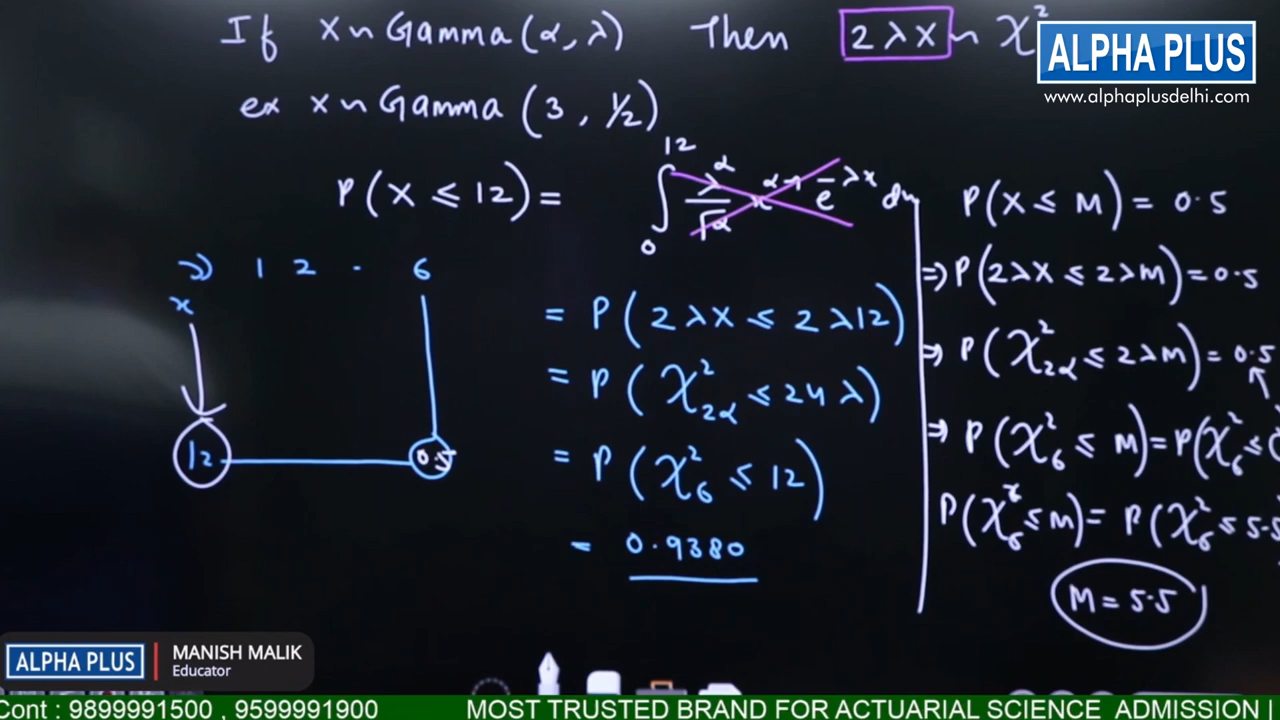 If X ~ Gamma(α, λ) Then 2λX ~ χ²
ALPHA PLUS
www.alphaplusdelhi.com
ex X ~ Gamma (3, 1/2)
P(X ≤ 12) = ∫₀¹² λ^α/Γα x^(α-1) e^(-λx) dx
⇒ 1 2 - 6
x
12 0.5
= P(2λX ≤ 2λ12)
= P(χ²₂α ≤ 24λ)
= P(χ²₆ ≤ 12)
= 0.9380
P(X ≤ M) = 0.5
⇒ P(2λX ≤ 2λM) = 0.5
⇒ P(χ²₂α ≤ 2λM) = 0.5
⇒ P(χ²₆ ≤ M) = P(χ²₆ ≤
P(χ²₆ ≤ M) = P(χ²₆ ≤ 5.5
M = 5.5
ALPHA PLUS
MANISH MALIK
Educator
Cont : 9899991500 , 9599991900 MOST TRUSTED BRAND FOR ACTUARIAL SCIENCE ADMISSION